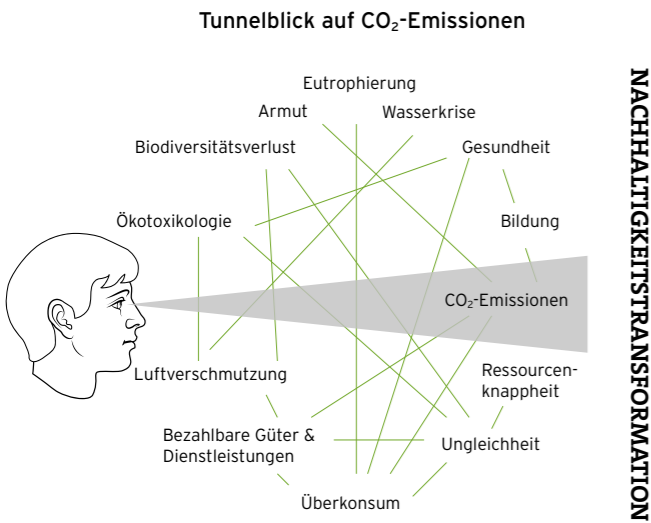 Tunnelblick auf CO₂-Emissionen
Eutrophierung
Armut
Wasserkrise
Biodiversitätsverlust
Gesundheit
Ökotoxikologie
Bildung
CO₂-Emissionen
Luftverschmutzung
Ressourcen-
knappheit
Bezahlbare Güter &
Dienstleistungen
Ungleichheit
Überkonsum
NACHHALTIGKEITSTRANSFORMATION